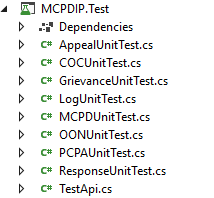 MCPDIP.Test
Dependencies
C# AppealUnitTest.cs
C# COCUnitTest.cs
C# GrievanceUnitTest.cs
C# LogUnitTest.cs
C# MCPDUnitTest.cs
C# OONUnitTest.cs
C# PCPAUnitTest.cs
C# ResponseUnitTest.cs
C# TestApi.cs